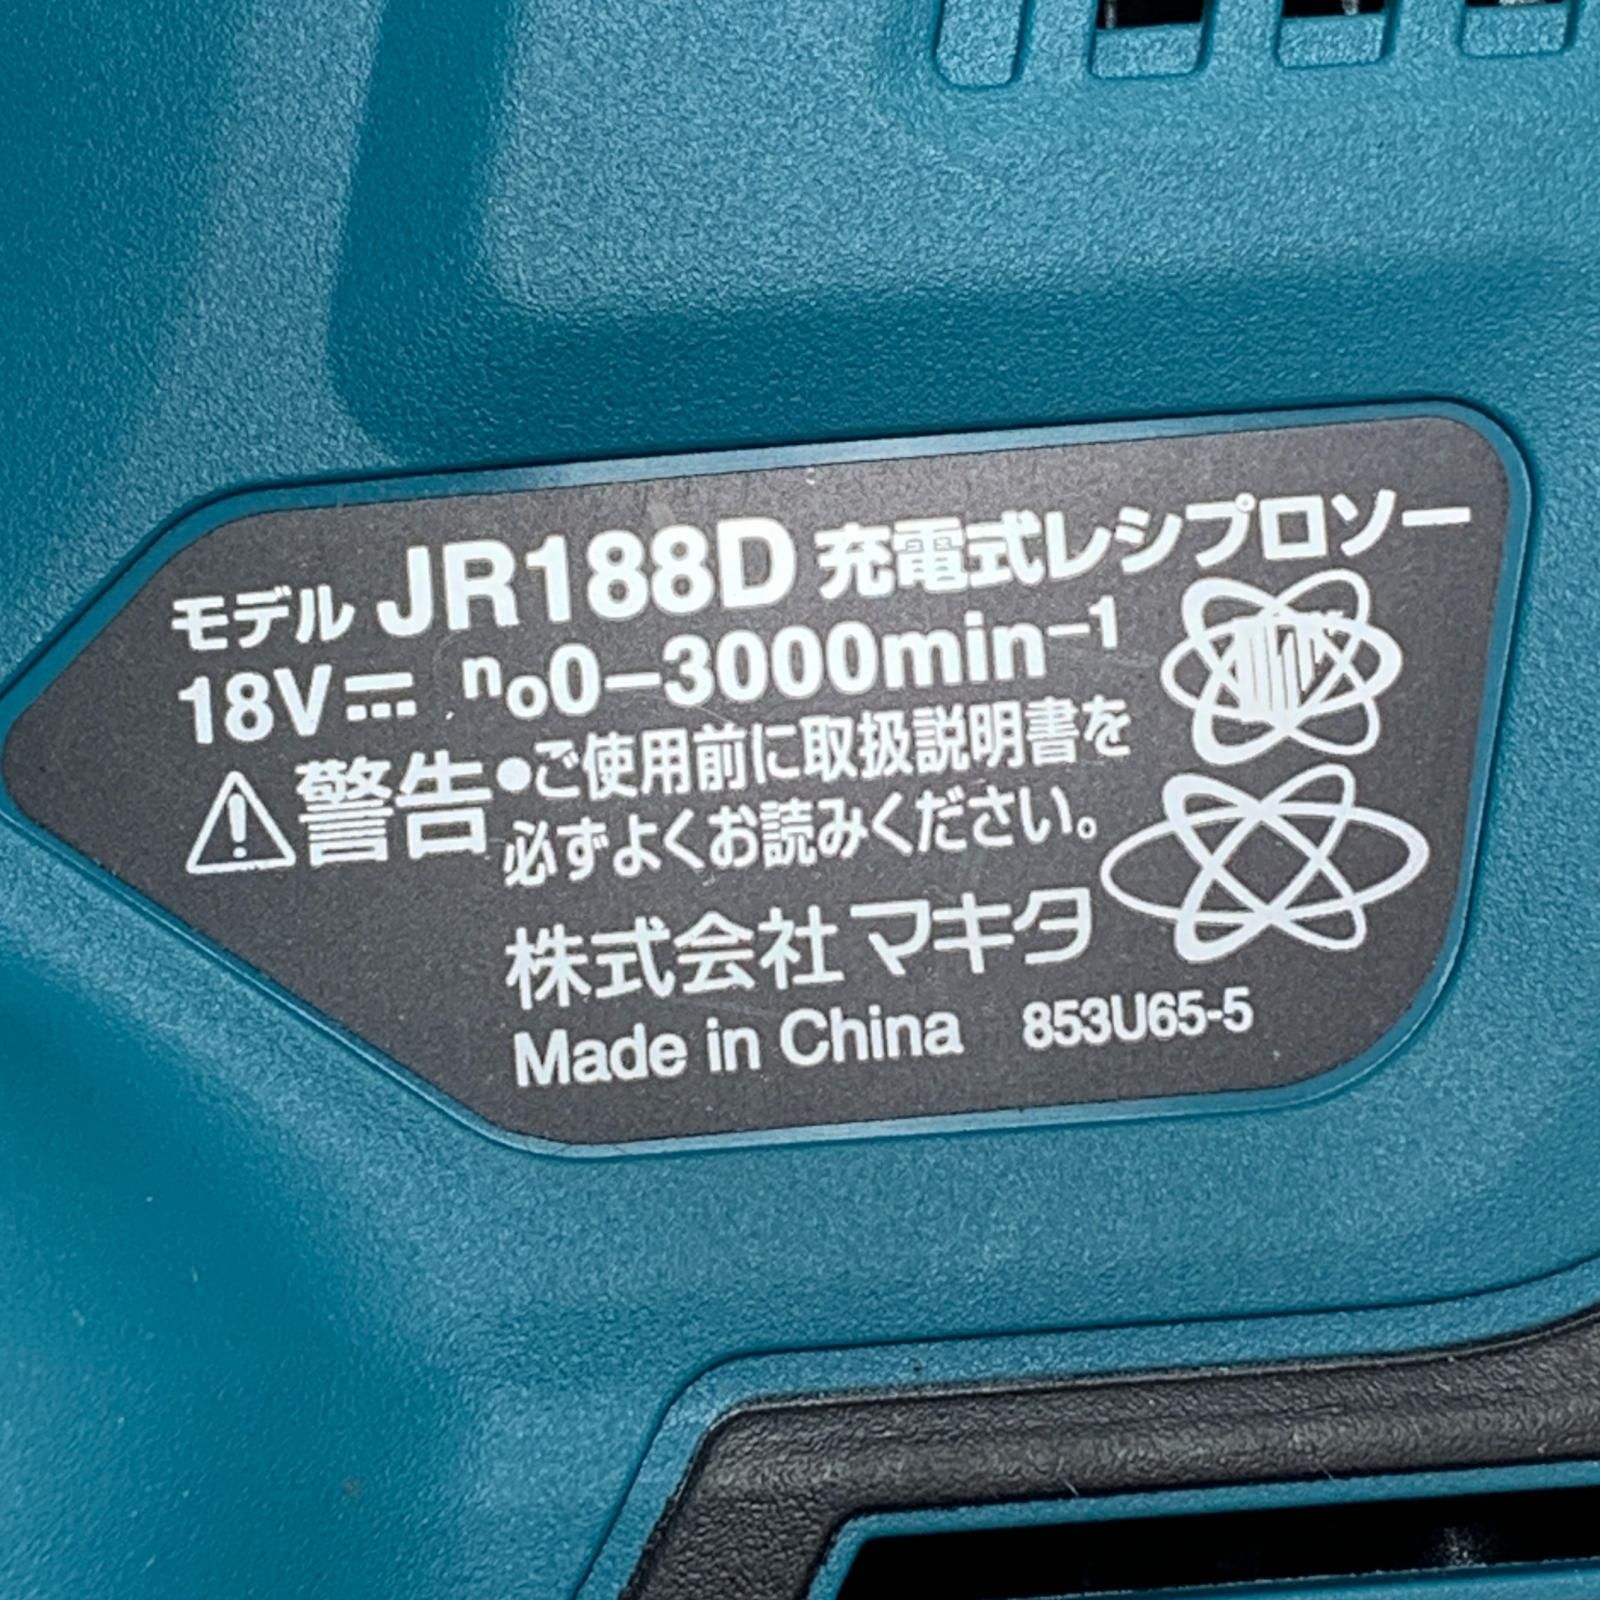 モデル JR188D 充電式レシプロソー
18V⎓ n₀0−3000min⁻¹
⚠警告 ●ご使用前に取扱説明書を
必ずよくお読みください。
株式会社マキタ
Made in China 853U65-5